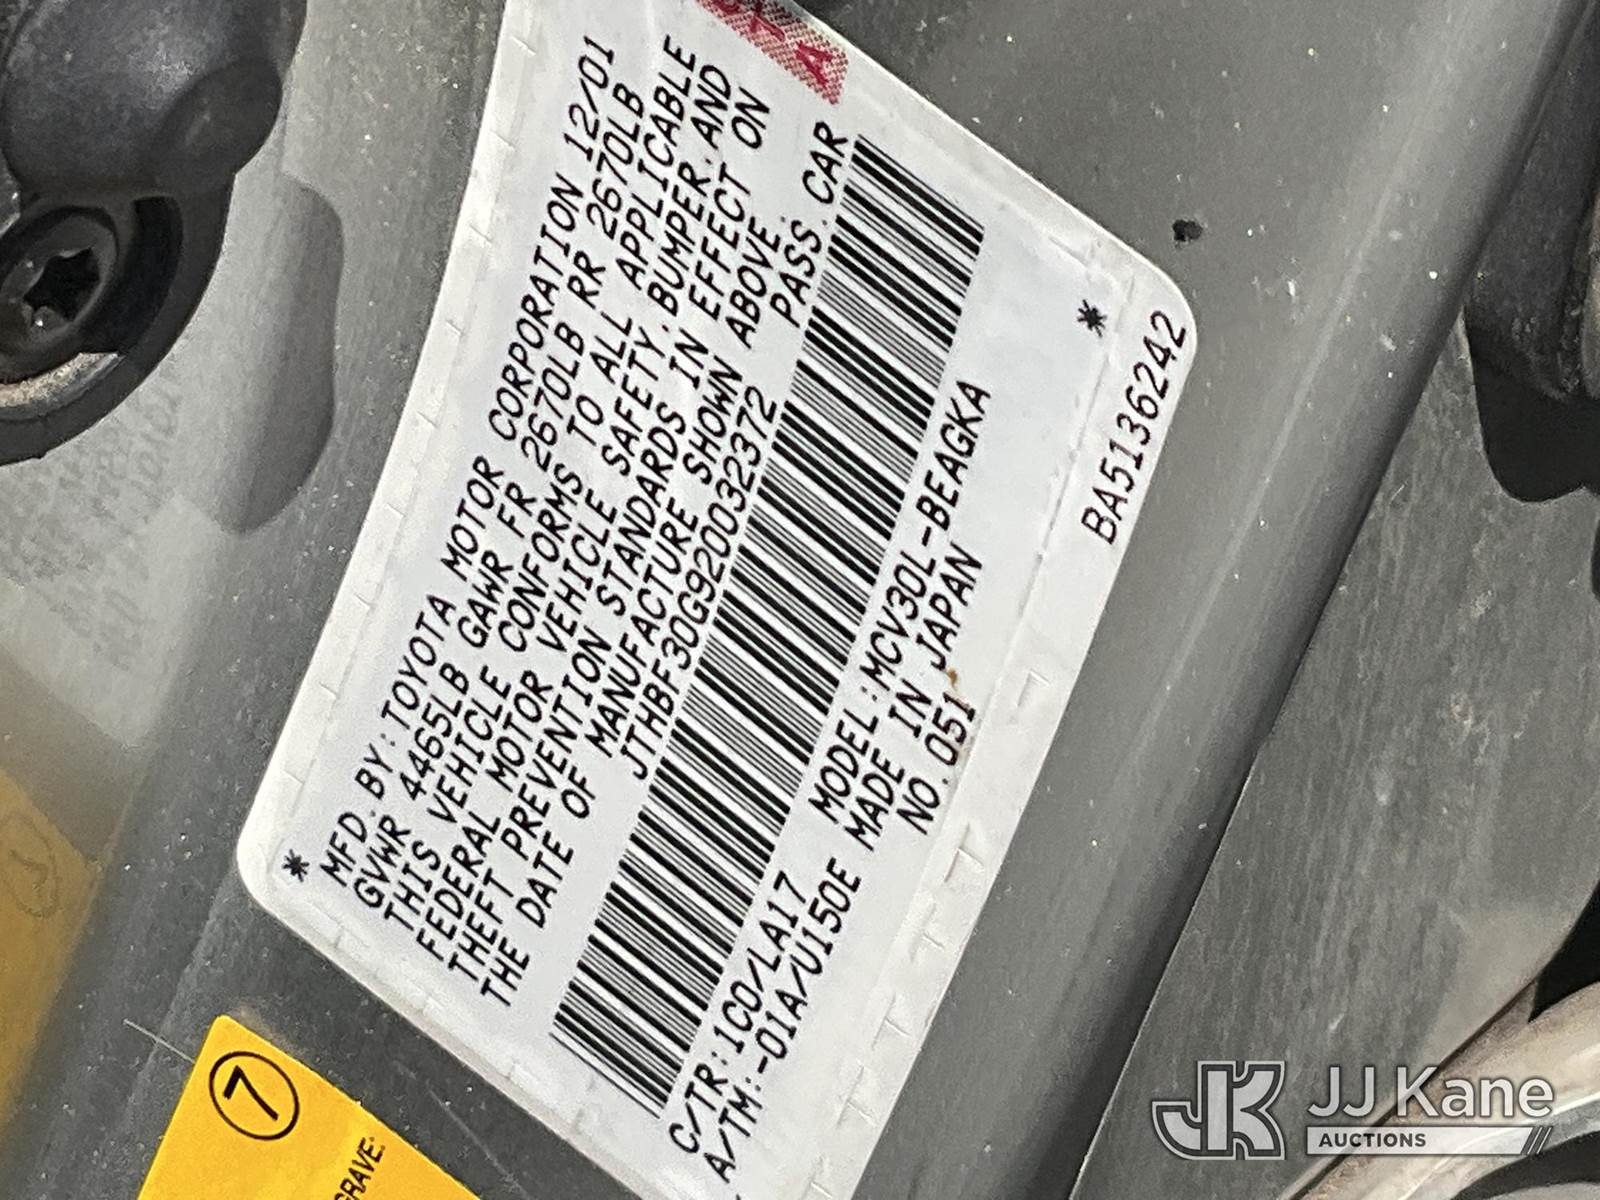 A
MFD. BY: TOYOTA MOTOR CORPORATION 12/01
GVWR 4465LB GAWR FR 2670LB RR 2670LB
THIS VEHICLE CONFORMS TO ALL APPLICABLE
FEDERAL MOTOR VEHICLE SAFETY, BUMPER, AND
THEFT PREVENTION STANDARDS IN EFFECT ON
THE DATE OF MANUFACTURE SHOWN ABOVE.
JTHBF30G920032372 PASS. CAR
C/TR: 1C0/LA17 MODEL: MCV30L-BEAGKA
A/TM: -01A/U150E MADE IN JAPAN
NO. 051
BA5136242
7
GRAVE:
JK JJ Kane
AUCTIONS